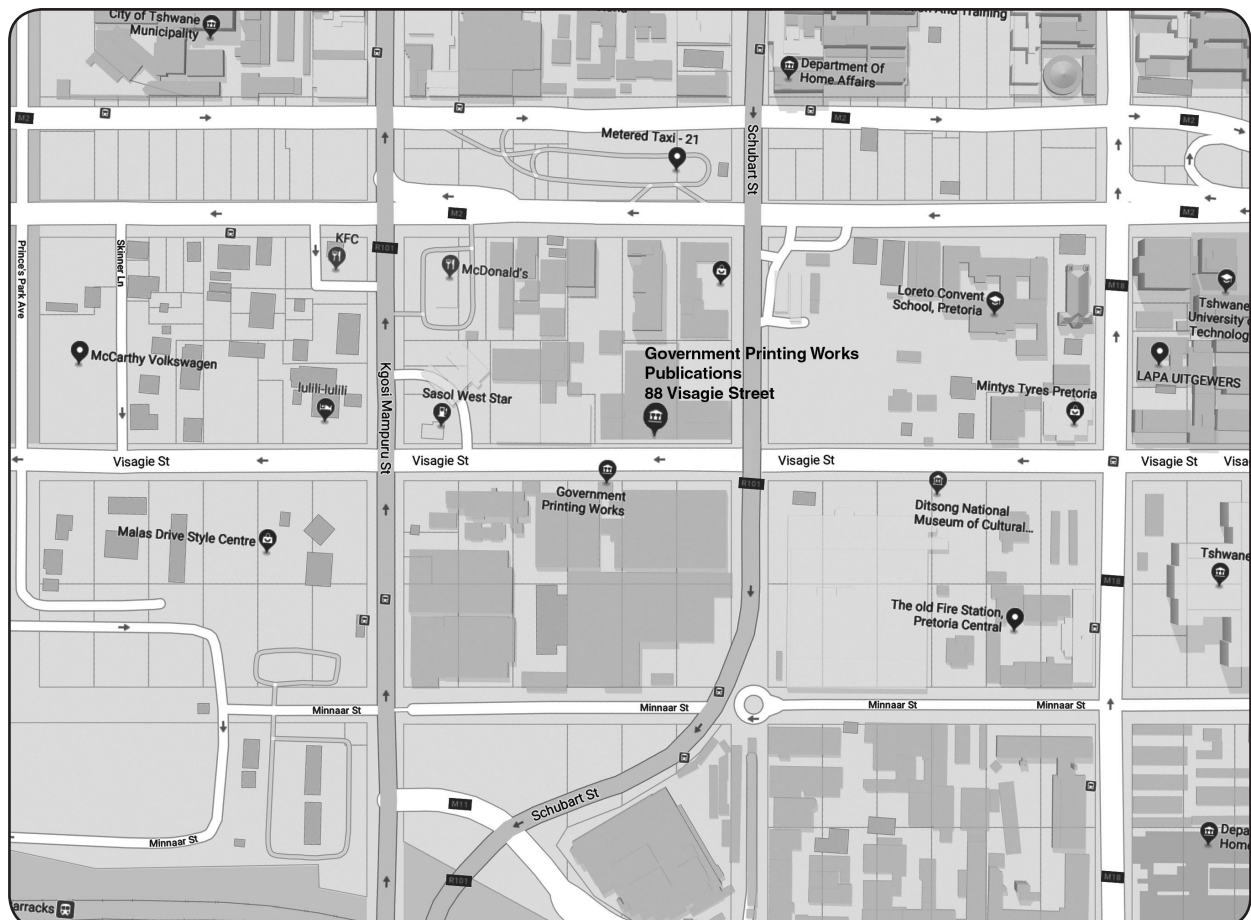 City of Tshwane
Municipality
And Training
Department Of
Home Affairs
M2
M2
M2
Metered Taxi - 21
Schubart St
M2
M2
Prince's Park Ave
Skinner Ln
KFC
R101
McDonald's
Loreto Convent
School, Pretoria
M18
Tshwane
University
Technolog
McCarthy Volkswagen
Government Printing Works
Publications
88 Visagie Street
LAPA UITGEWERS
lulili-lulili
Kgosi Mampuru St
Sasol West Star
Mintys Tyres Pretoria
Visagie St
Visagie St
Visagie St
Visagie St
Visa
R101
Government
Printing Works
Ditsong National
Museum of Cultural...
Malas Drive Style Centre
Tshwane
M18
The old Fire Station,
Pretoria Central
Minnaar St
Minnaar St
Minnaar St
Minnaar St
M11
Schubart St
Minnaar St
Depa
Home
R101
M18
arracks